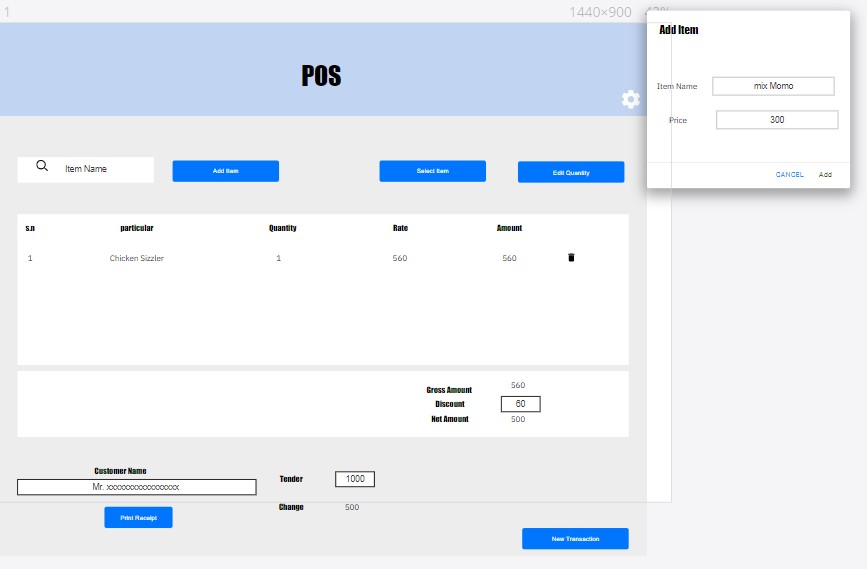 1
1440×900
Add Item
POS
Item Name mix Momo
Price 300
CANCEL Add
Item Name Add Item Select Item Edit Quantity
s.n particular Quantity Rate Amount
1 Chicken Sizzler 1 560 560
Gross Amount 560
Discount 60
Net Amount 500
Customer Name
Mr. xxxxxxxxxxxxxxxx
Tender 1000
Change 500
Print Receipt
New Transaction